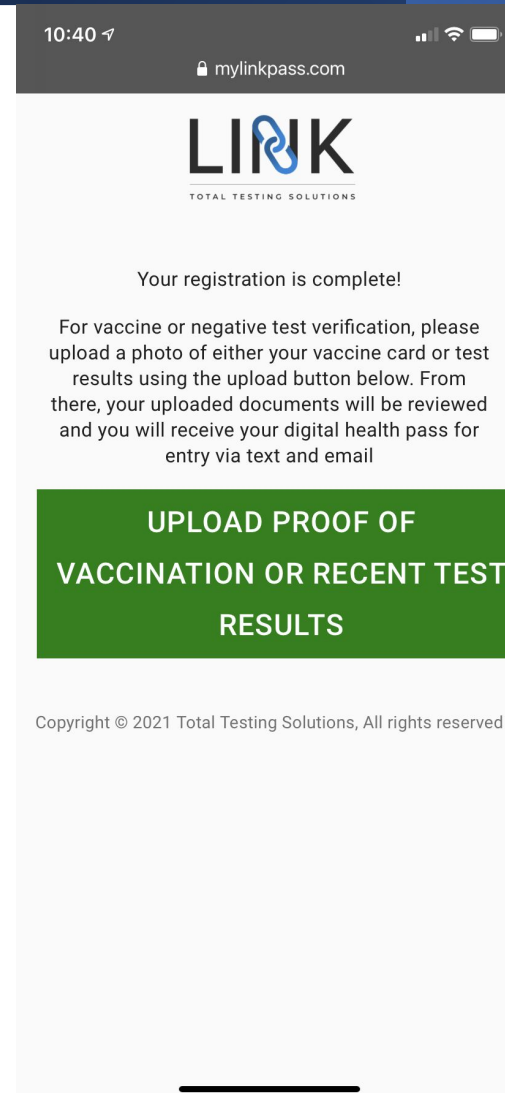 10:40
mylinkpass.com
LINK
TOTAL TESTING SOLUTIONS
Your registration is complete!
For vaccine or negative test verification, please
upload a photo of either your vaccine card or test
results using the upload button below. From
there, your uploaded documents will be reviewed
and you will receive your digital health pass for
entry via text and email
UPLOAD PROOF OF
VACCINATION OR RECENT TEST
RESULTS
Copyright © 2021 Total Testing Solutions, All rights reserved